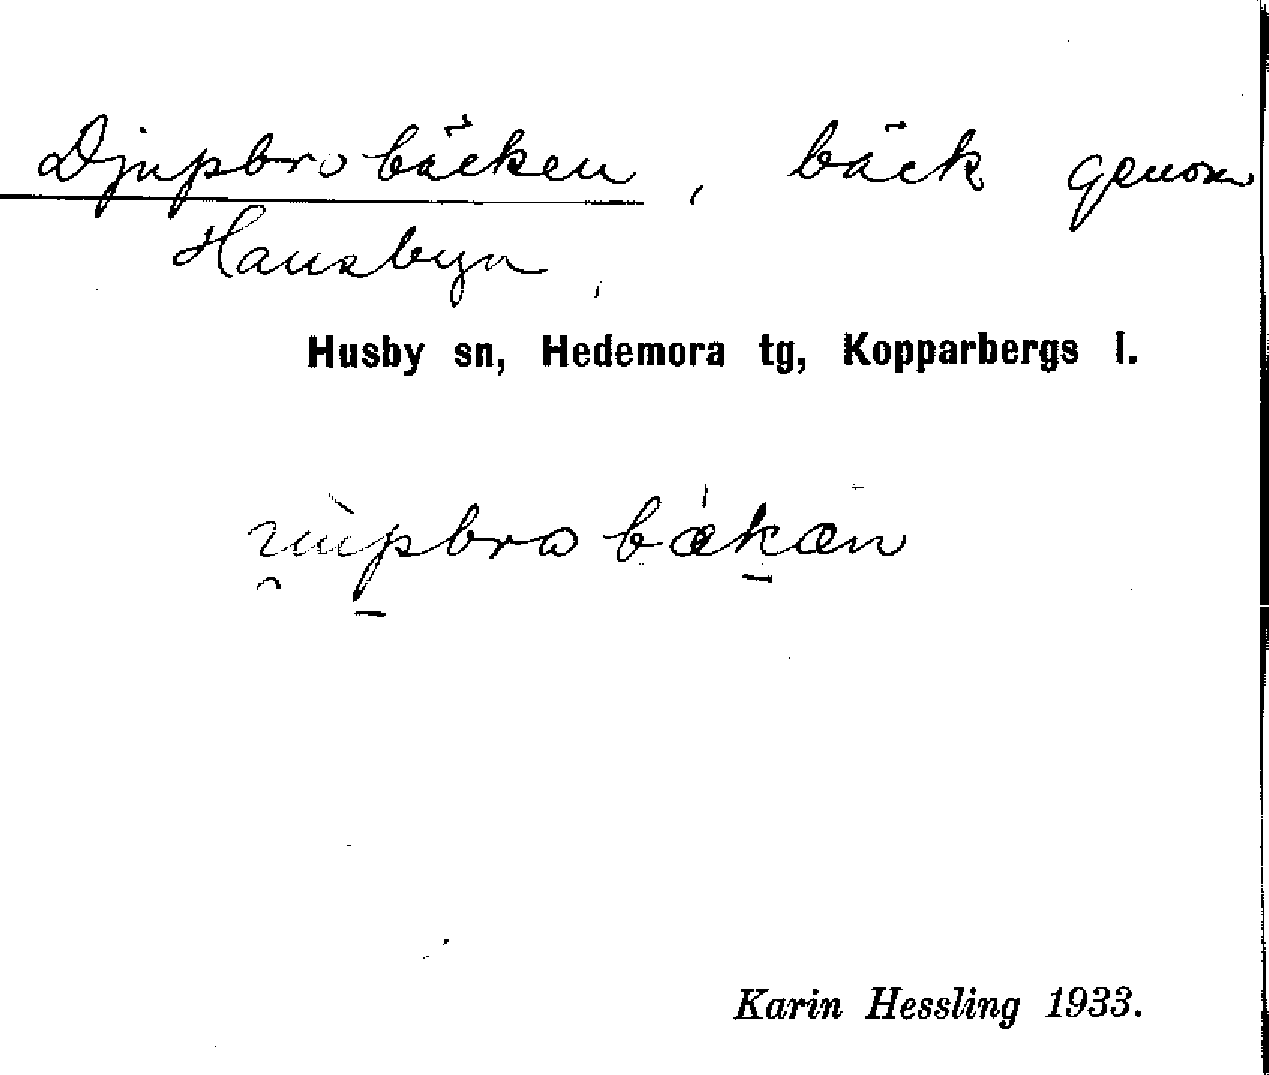 Djupbrobäcken, bäck genom
Hansbyn,
Husby sn, Hedemora tg, Kopparbergs l.
Karin Hessling 1933.